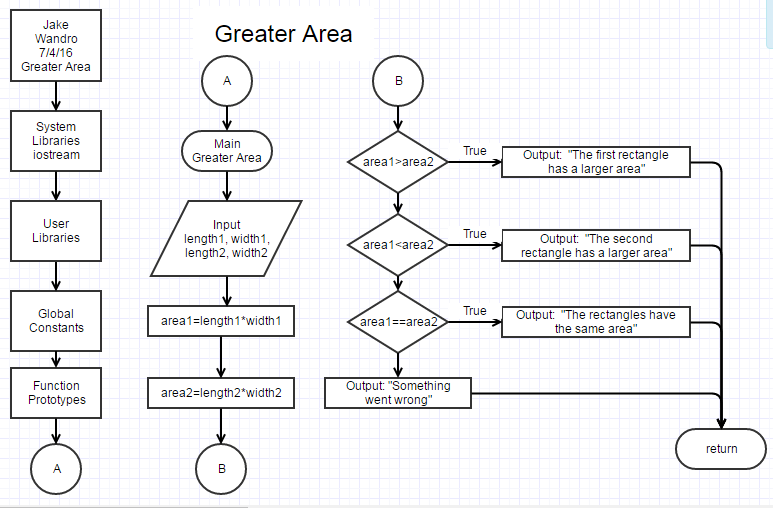 Greater Area
Jake
Wandro
7/4/16
Greater Area
System
Libraries
iostream
User
Libraries
Global
Constants
Function
Prototypes
A
A
Main
Greater Area
Input
length1, width1,
length2, width2
area1=length1*width1
area2=length2*width2
B
B
area1>area2
True
Output: "The first rectangle
has a larger area"
area1<area2
True
Output: "The second
rectangle has a larger area"
area1==area2
True
Output: "The rectangles have
the same area"
Output: "Something
went wrong"
return